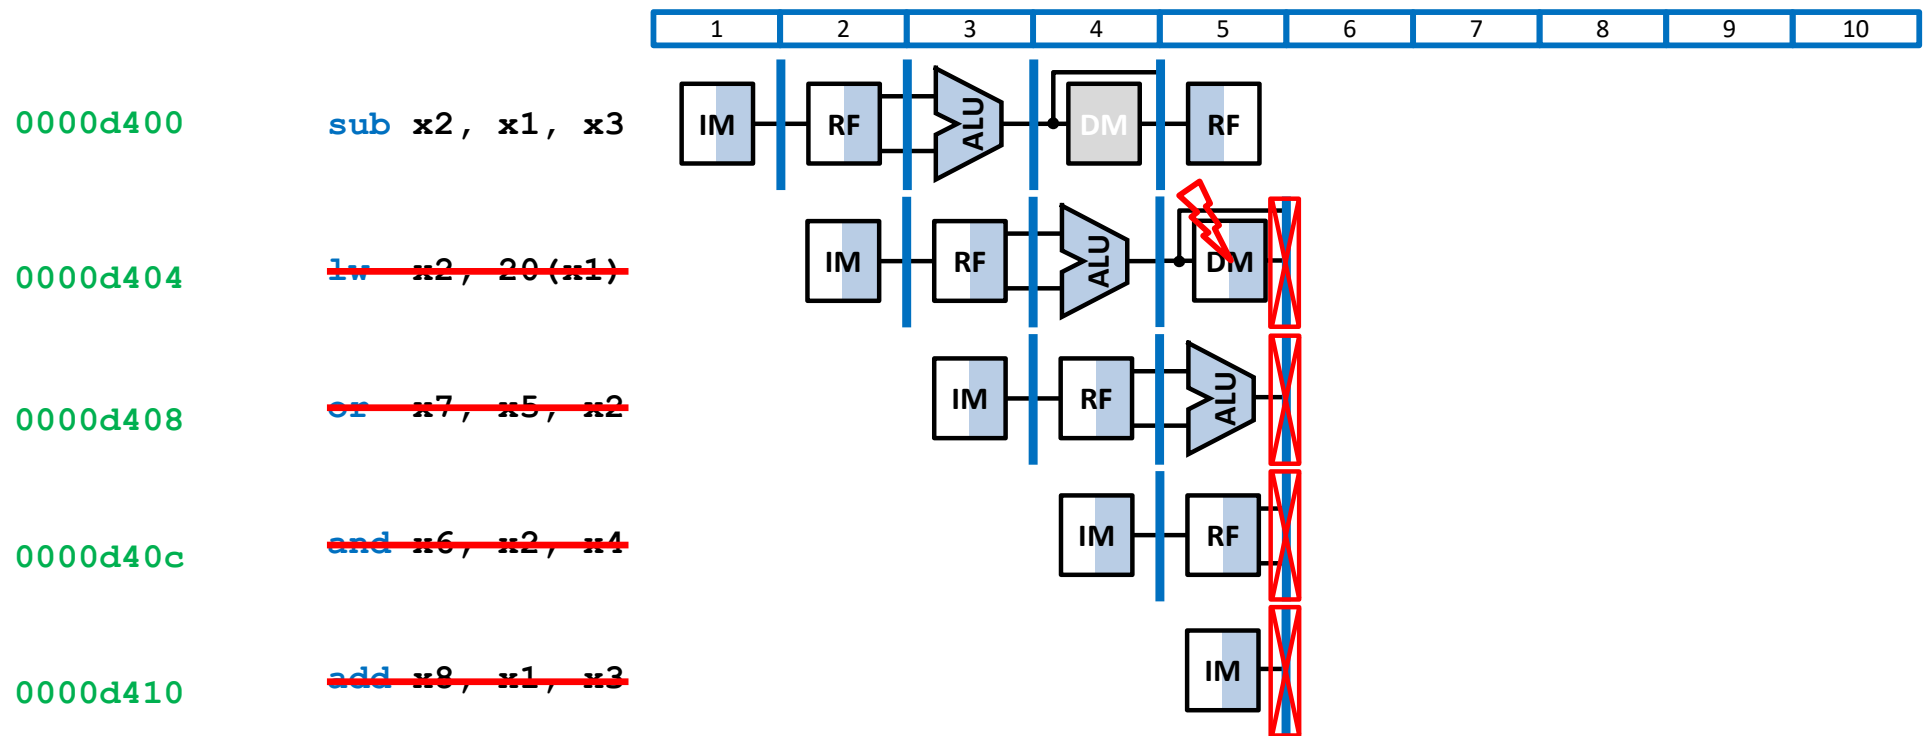 1 2 3 4 5 6 7 8 9 10
0000d400 sub x2, x1, x3 IM RF ALU DM RF
0000d404 lw x2, 20(x1) IM RF ALU DM
0000d408 or x7, x5, x2 IM RF ALU
0000d40c and x6, x2, x4 IM RF
0000d410 add x8, x1, x3 IM